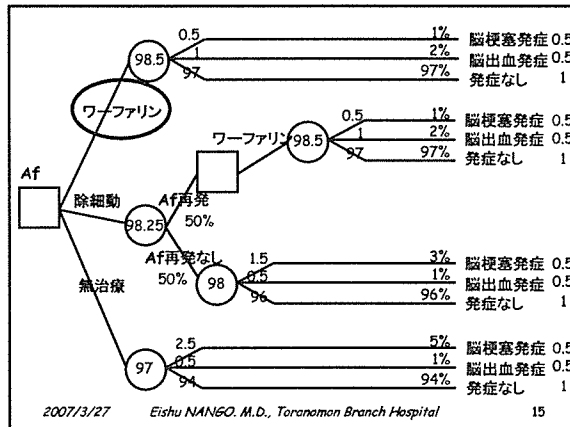 0.5 1% 脳梗塞発症 0.5
98.5 1 2% 脳出血発症 0.5
97 97% 発症なし 1
ワーファリン
0.5 1% 脳梗塞発症 0.5
ワーファリン 98.5 1 2% 脳出血発症 0.5
97 97% 発症なし 1
Af
除細動 98.25 Af再発
50%
Af再発なし
50%
無治療
1.5 3% 脳梗塞発症 0.5
98 0.5 1% 脳出血発症 0.5
96 96% 発症なし 1
2.5 5% 脳梗塞発症 0.5
97 0.5 1% 脳出血発症 0.5
94 94% 発症なし 1
2007/3/27 Eishu NANGO. M.D., Toranomon Branch Hospital 15